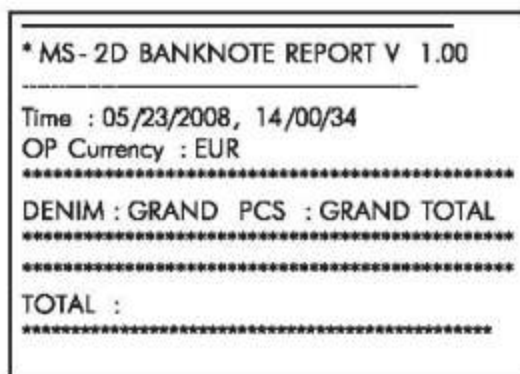 * MS-2D BANKNOTE REPORT V 1.00
--------------------------------------------------
Time : 05/23/2008, 14/00/34
OP Currency : EUR
**************************************************
DENIM : GRAND PCS : GRAND TOTAL
**************************************************
**************************************************
TOTAL :
************************************************